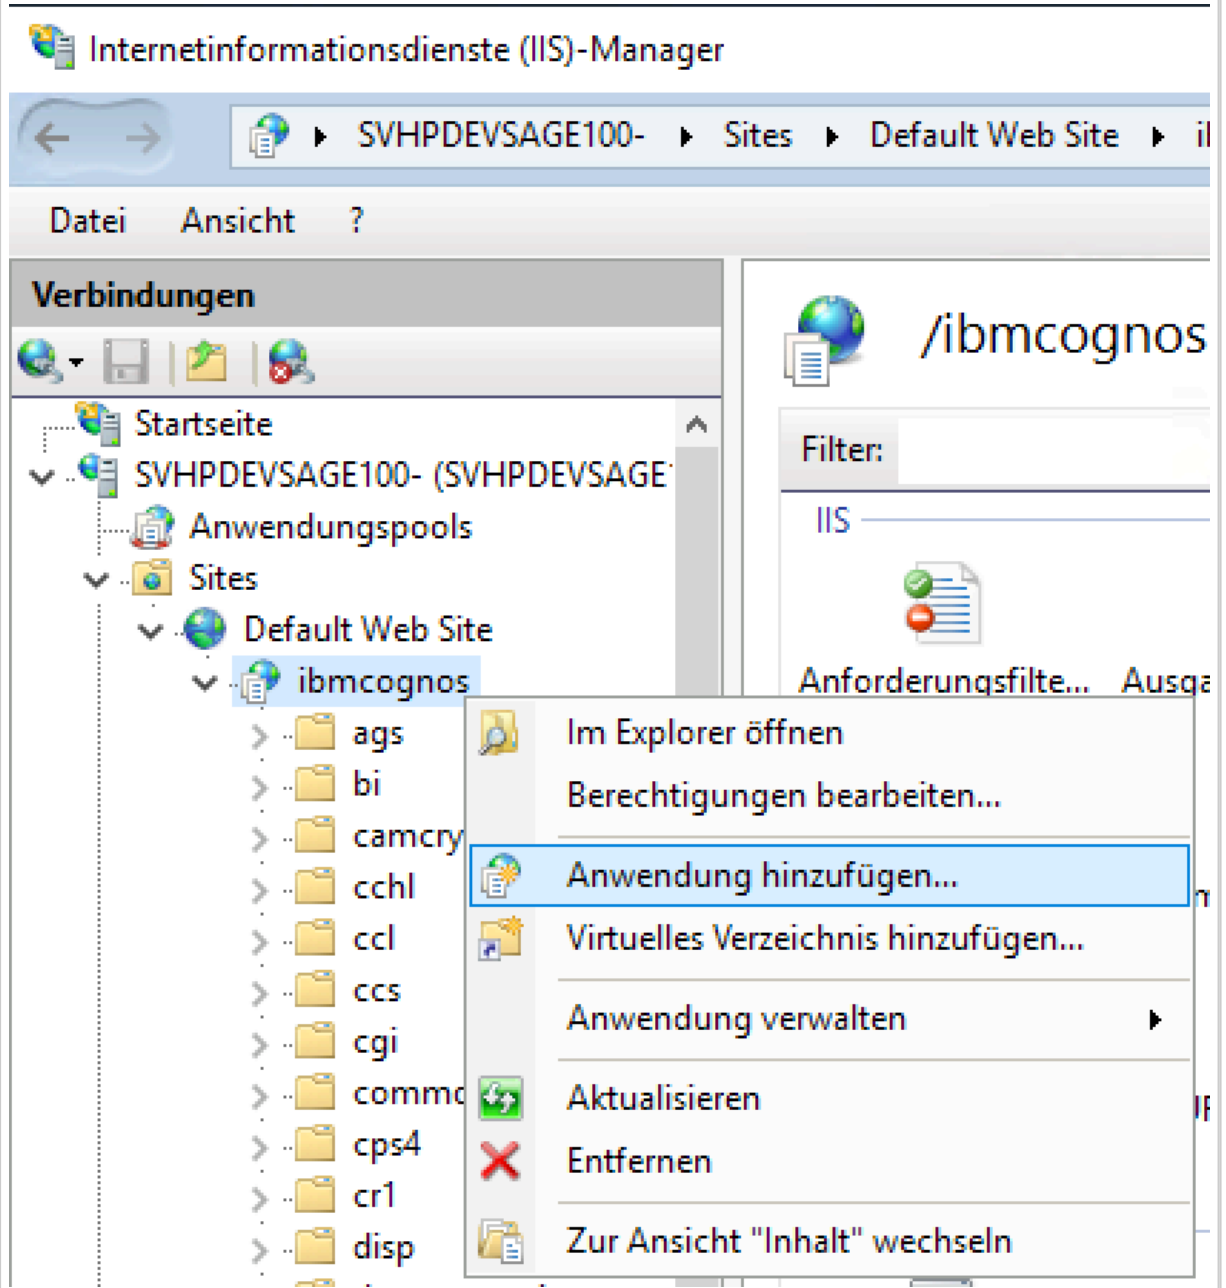 Internetinformationsdienste (IIS)-Manager
SVHPDEVSAGE100- Sites Default Web Site
Datei Ansicht ?
Verbindungen
/ibmcognos
Startseite
Filter:
SVHPDEVSAGE100- (SVHPDEVSAGE
IIS
Anwendungspools
Sites
Default Web Site
ibmcognos
Anforderungsfilte...
ags
Im Explorer öffnen
bi
Berechtigungen bearbeiten...
camcry
cchl
Anwendung hinzufügen...
ccl
Virtuelles Verzeichnis hinzufügen...
ccs
cgi
Anwendung verwalten
commo
Aktualisieren
cps4
Entfernen
cr1
disp
Zur Ansicht "Inhalt" wechseln